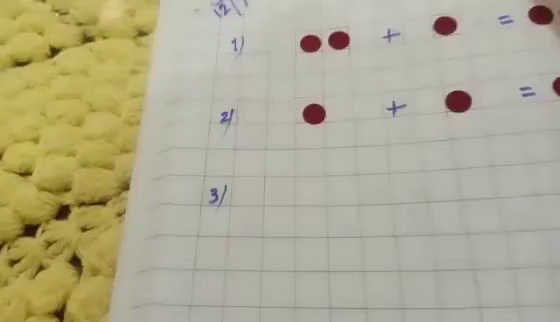 1) + =
2) + =
3)